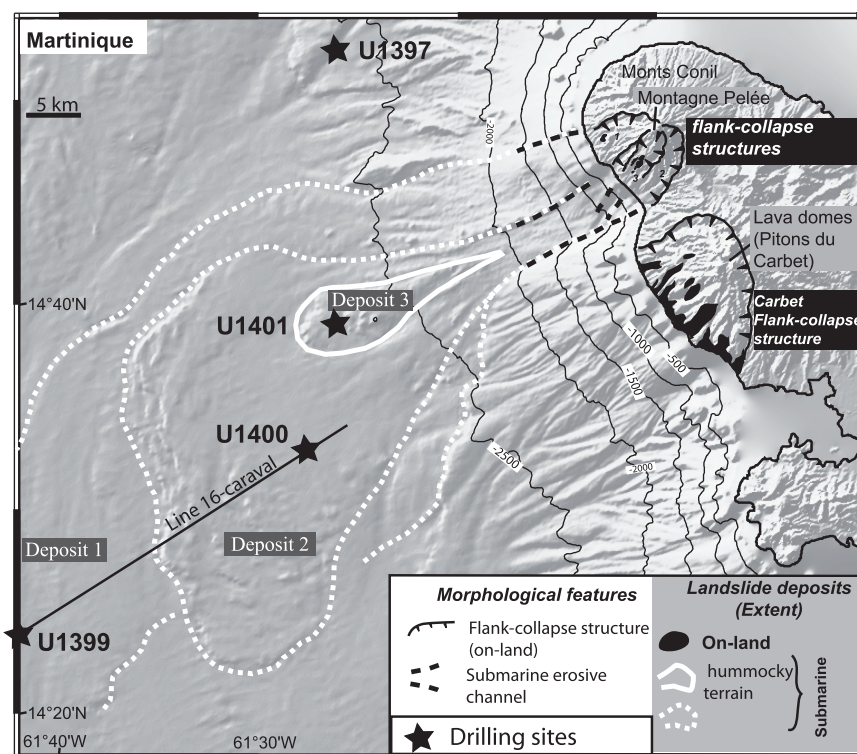 Martinique
U1397
5 km
Monts Conil
Montagne Pelée
flank-collapse
structures
-2000
1
2
3
Lava domes
(Pitons du
Carbet)
14°40'N
Deposit 3
U1401
Carbet
Flank-collapse
structure
-1000
-500
-1500
U1400
-2500
-2000
Line 16-caraval
Deposit 1
Deposit 2
U1399
Morphological features
Flank-collapse structure
(on-land)
Submarine erosive
channel
Drilling sites
Landslide deposits
(Extent)
On-land
hummocky
terrain
Submarine
14°20'N
61°40'W
61°30'W